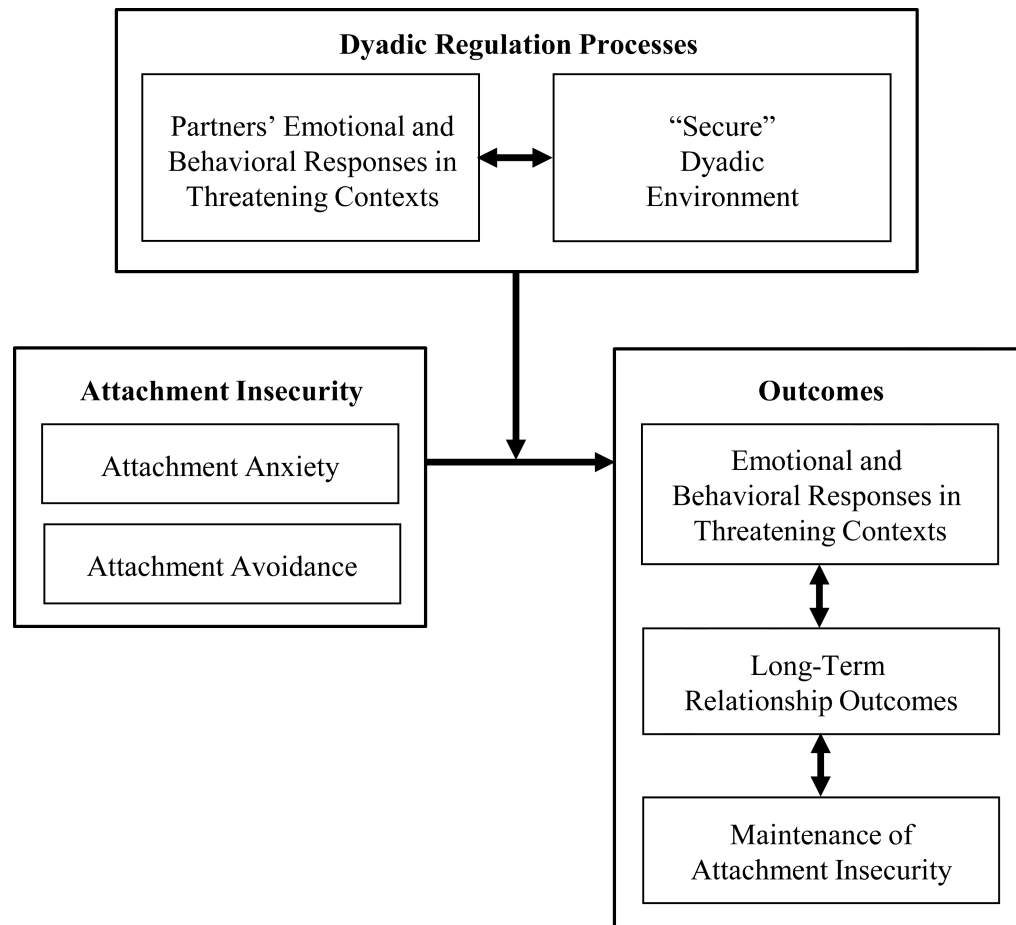 Dyadic Regulation Processes
Partners’ Emotional and
Behavioral Responses in
Threatening Contexts
“Secure”
Dyadic
Environment
Attachment Insecurity
Attachment Anxiety
Attachment Avoidance
Outcomes
Emotional and
Behavioral Responses in
Threatening Contexts
Long-Term
Relationship Outcomes
Maintenance of
Attachment Insecurity